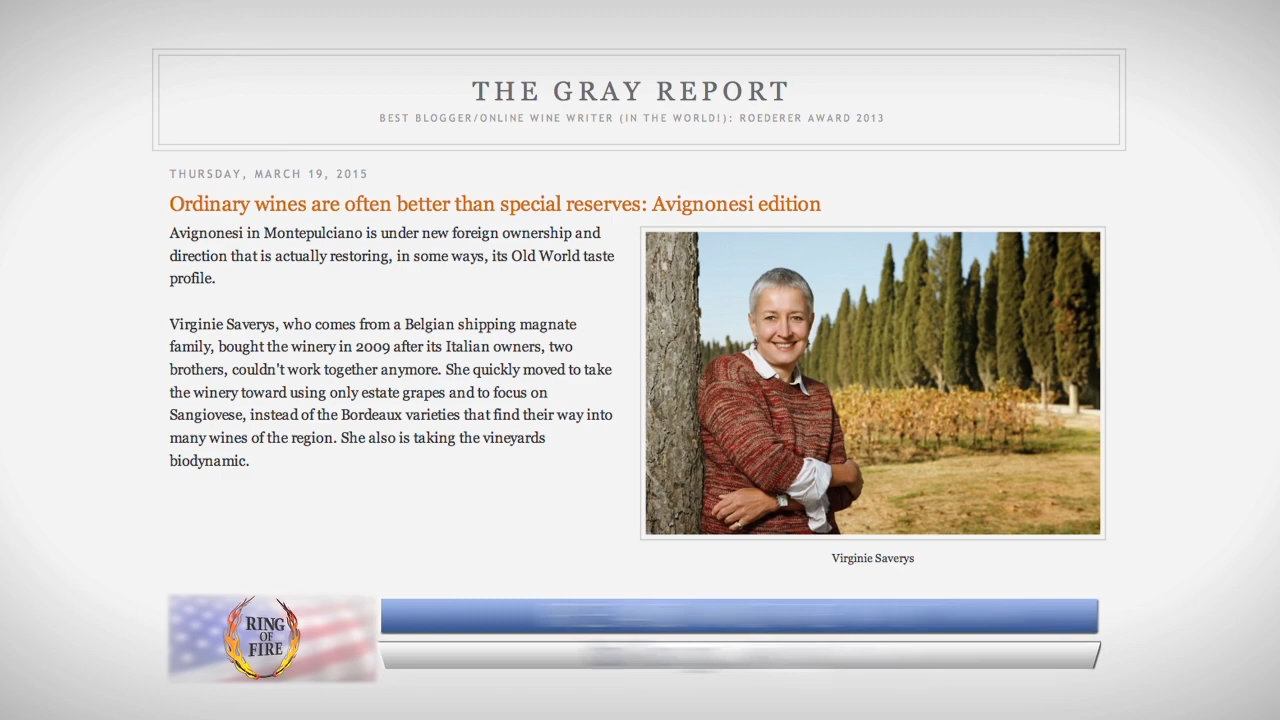 THE GRAY REPORT
BEST BLOGGER/ONLINE WINE WRITER (IN THE WORLD!): ROEDERER AWARD 2013
THURSDAY, MARCH 19, 2015
Ordinary wines are often better than special reserves: Avignonesi edition
Avignonesi in Montepulciano is under new foreign ownership and
direction that is actually restoring, in some ways, its Old World taste
profile.
Virginie Saverys, who comes from a Belgian shipping magnate
family, bought the winery in 2009 after its Italian owners, two
brothers, couldn't work together anymore. She quickly moved to take
the winery toward using only estate grapes and to focus on
Sangiovese, instead of the Bordeaux varieties that find their way into
many wines of the region. She also is taking the vineyards
biodynamic.
Virginie Saverys
RING
OF
FIRE